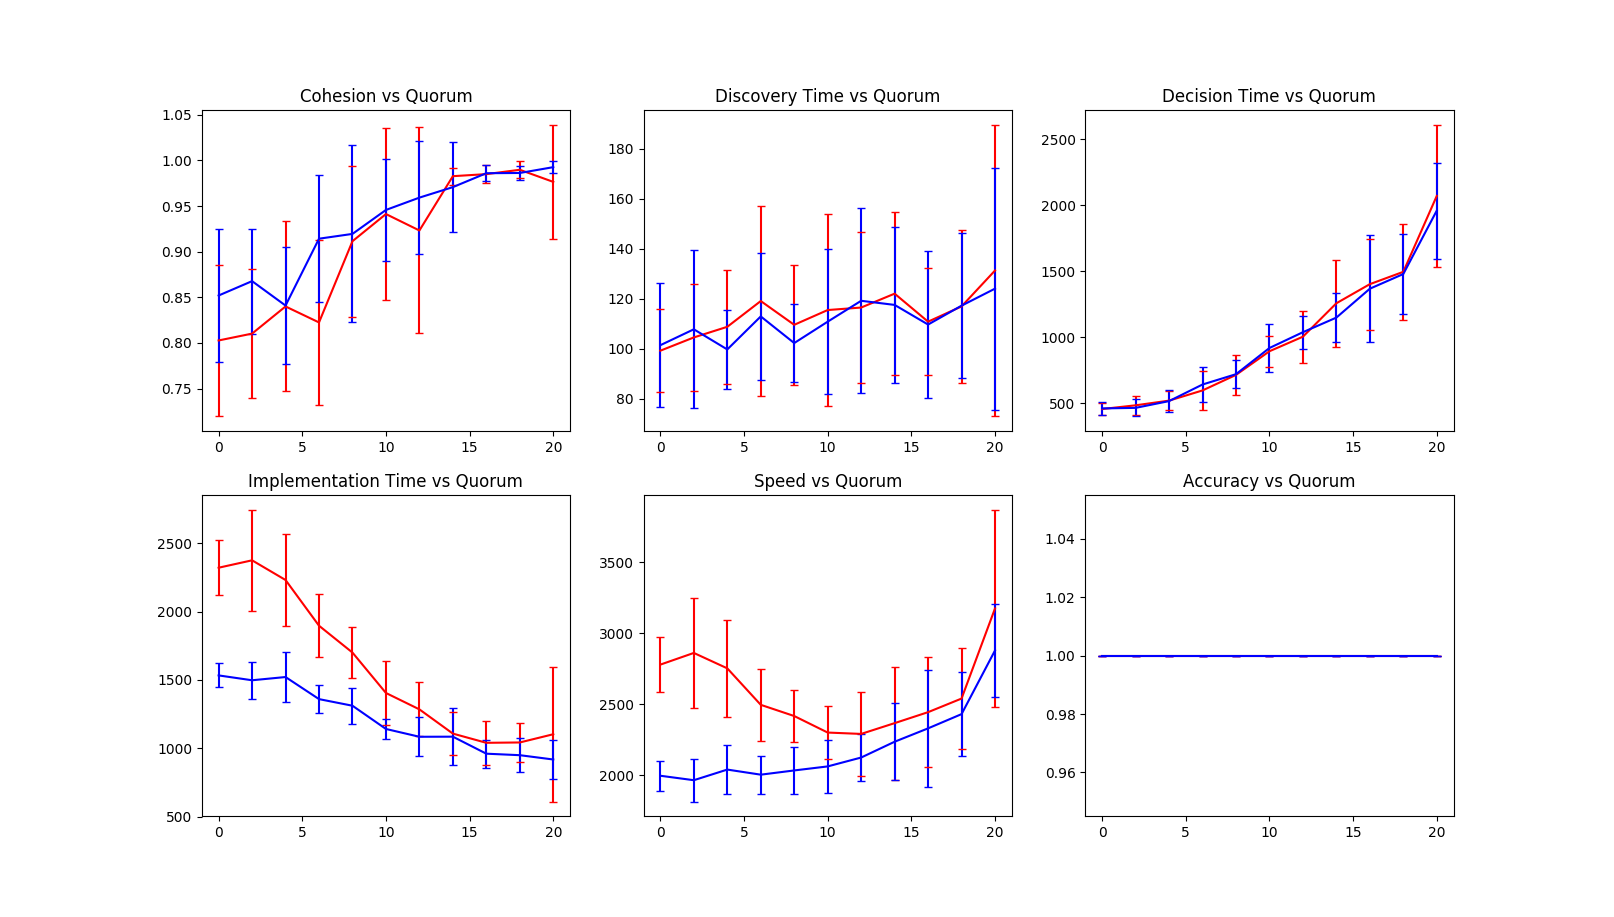 Cohesion vs Quorum
1.05
1.00
0.95
0.90
0.85
0.80
0.75
0 5 10 15 20
Discovery Time vs Quorum
180
160
140
120
100
80
0 5 10 15 20
Decision Time vs Quorum
2500
2000
1500
1000
500
0 5 10 15 20
Implementation Time vs Quorum
2500
2000
1500
1000
500
0 5 10 15 20
Speed vs Quorum
3500
3000
2500
2000
0 5 10 15 20
Accuracy vs Quorum
1.04
1.02
1.00
0.98
0.96
0 5 10 15 20